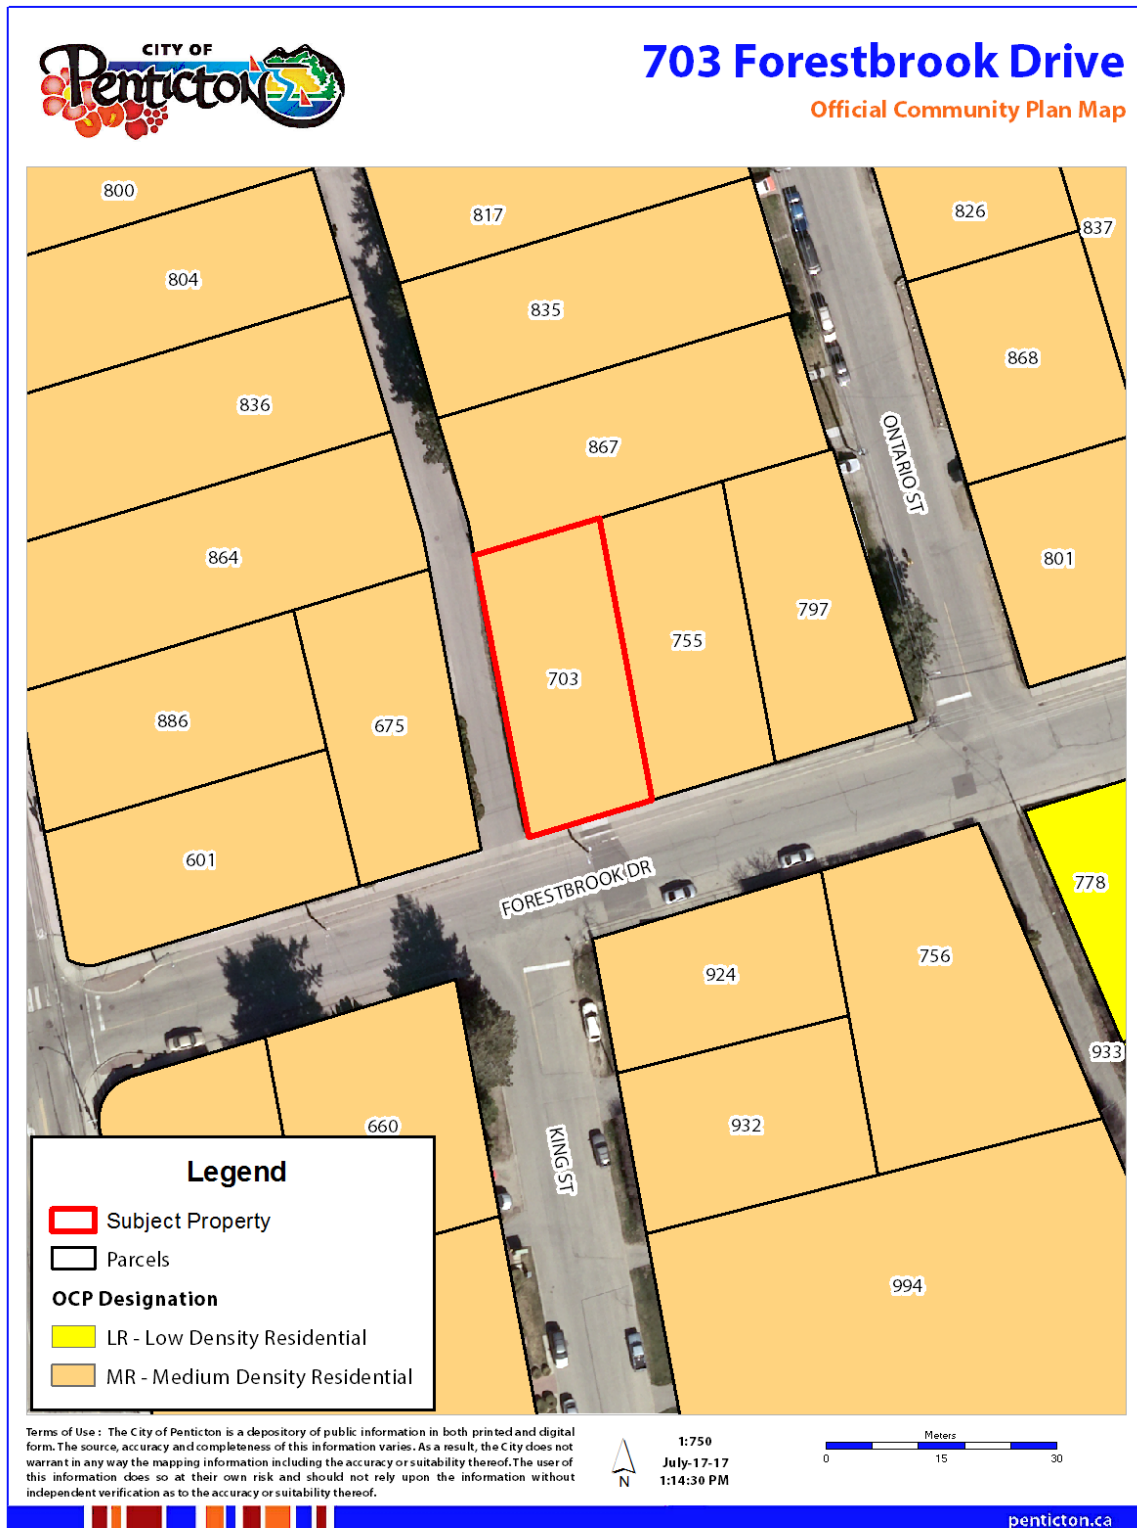 CITY OF
Penticton
703 Forestbrook Drive
Official Community Plan Map
800
817
826
837
804
835
868
836
867
ONTARIO ST
864
801
797
755
703
886
675
601
FORESTBROOK DR
778
924
756
933
660
932
KING ST
994
Legend
Subject Property
Parcels
OCP Designation
LR - Low Density Residential
MR - Medium Density Residential
Terms of Use : The City of Penticton is a depository of public information in both printed and digital
form. The source, accuracy and completeness of this information varies. As a result, the City does not
warrant in any way the mapping information including the accuracy or suitability thereof. The user of
this information does so at their own risk and should not rely upon the information without
independent verification as to the accuracy or suitability thereof.
N
1:750
July-17-17
1:14:30 PM
Meters
0 15 30
penticton.ca